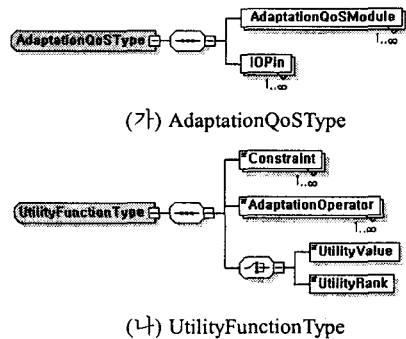 AdaptationQoSModule
AdaptationQoSType
1..∞
IOPin
1..∞
(가) AdaptationQoSType
Constraint
1..∞
UtilityFunctionType
AdaptationOperator
1..∞
UtilityValue
UtilityRank
(나) UtilityFunctionType